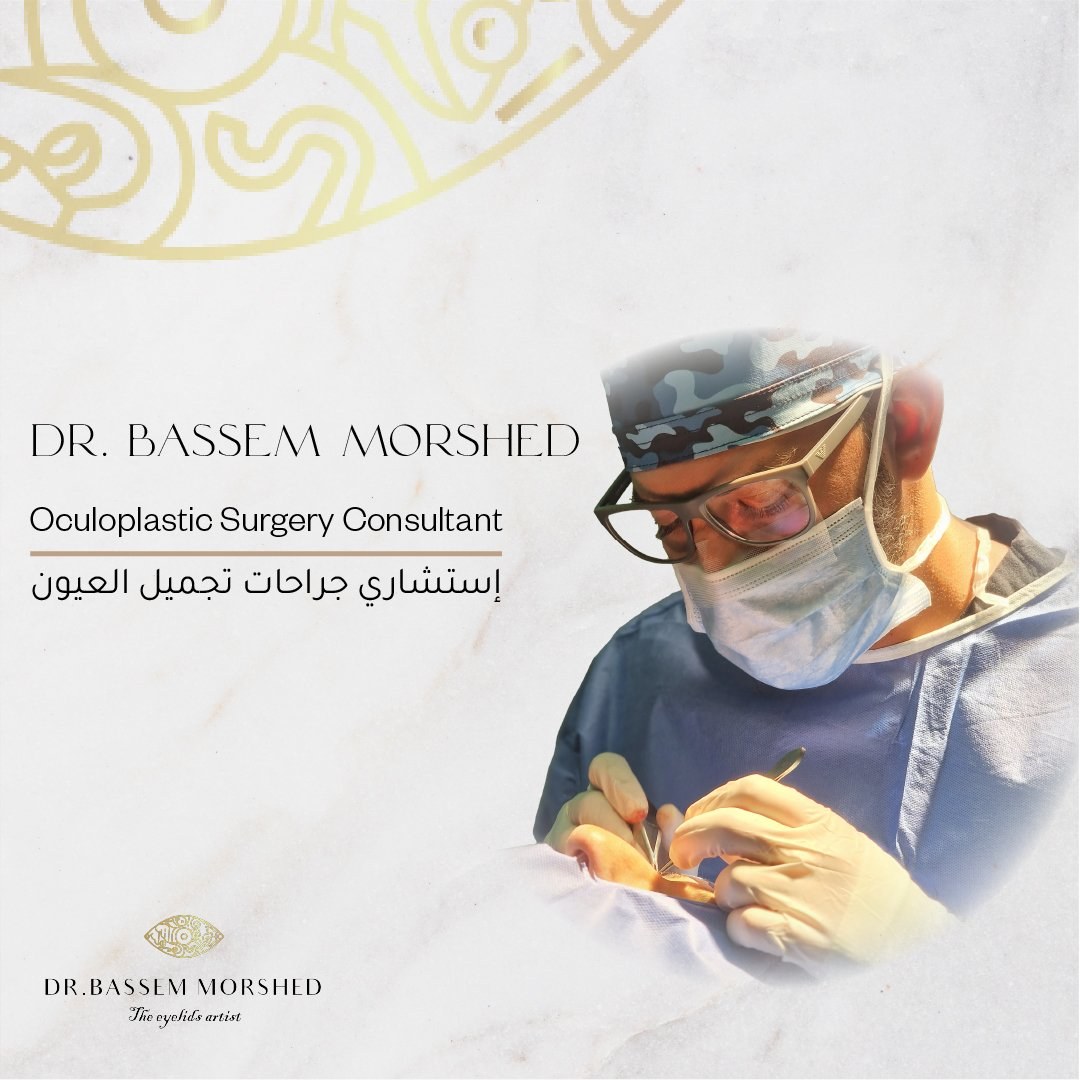 DR. BASSEM MORSHED
Oculoplastic Surgery Consultant
إستشاري جراحات تجميل العيون
DR.BASSEM MORSHED
The eyelids artist